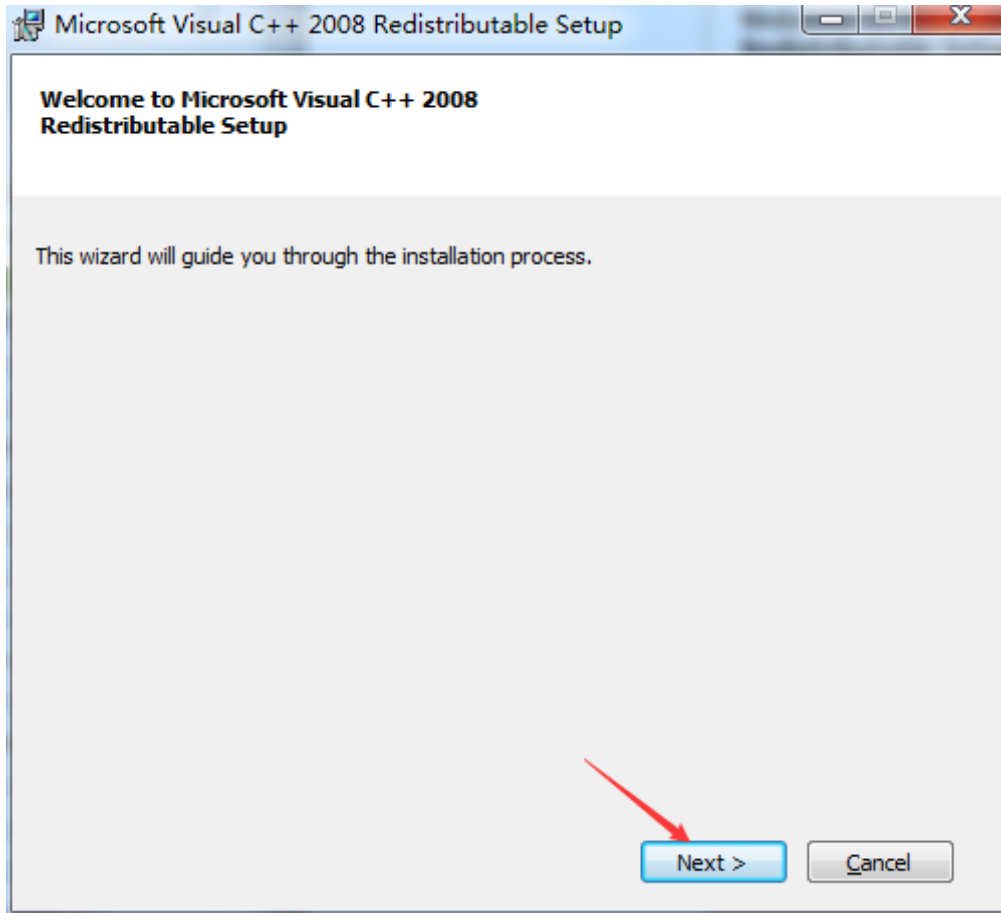 Microsoft Visual C++ 2008 Redistributable Setup
Welcome to Microsoft Visual C++ 2008
Redistributable Setup
This wizard will guide you through the installation process.
Next >
Cancel